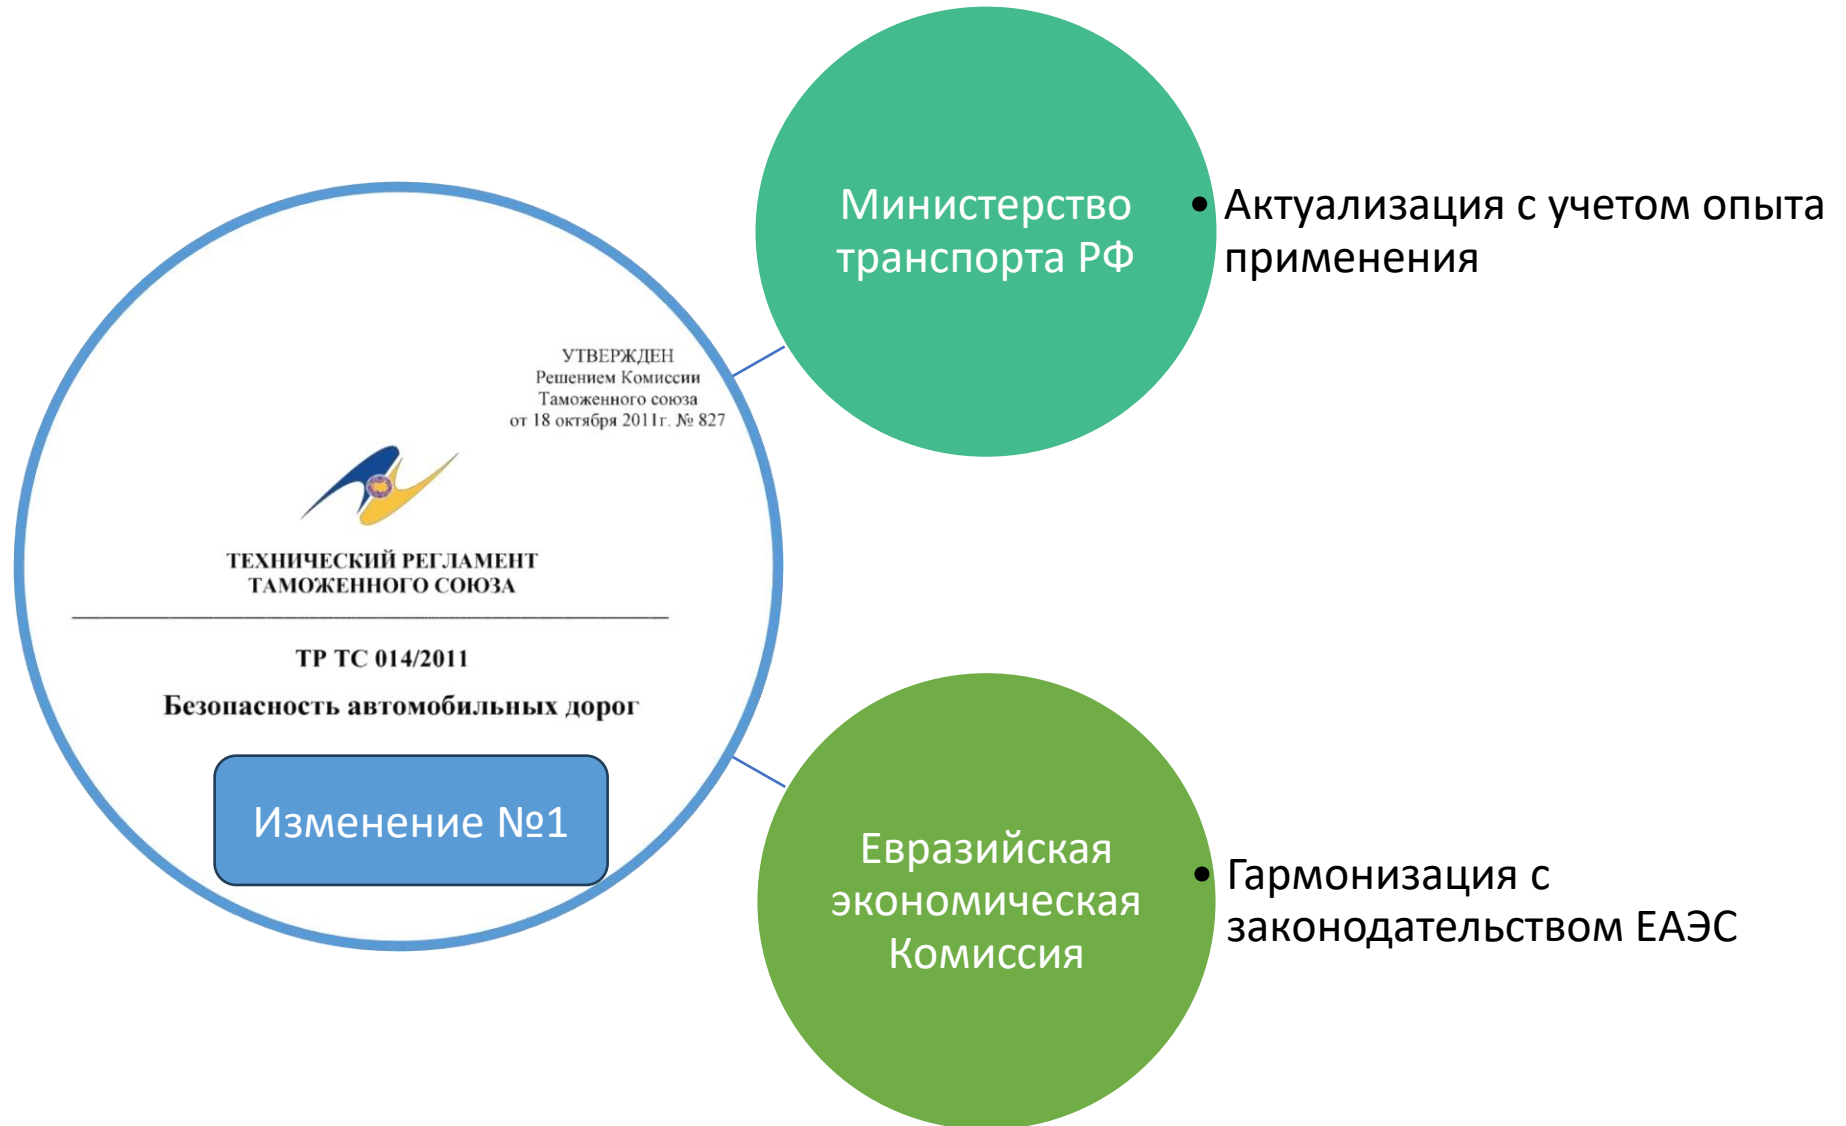 УТВЕРЖДЕН
Решением Комиссии
Таможенного союза
от 18 октября 2011г. № 827
ТЕХНИЧЕСКИЙ РЕГЛАМЕНТ
ТАМОЖЕННОГО СОЮЗА
ТР ТС 014/2011
Безопасность автомобильных дорог
Изменение №1
Министерство
транспорта РФ
• Актуализация с учетом опыта
применения
Евразийская
экономическая
Комиссия
• Гармонизация с
законодательством ЕАЭС